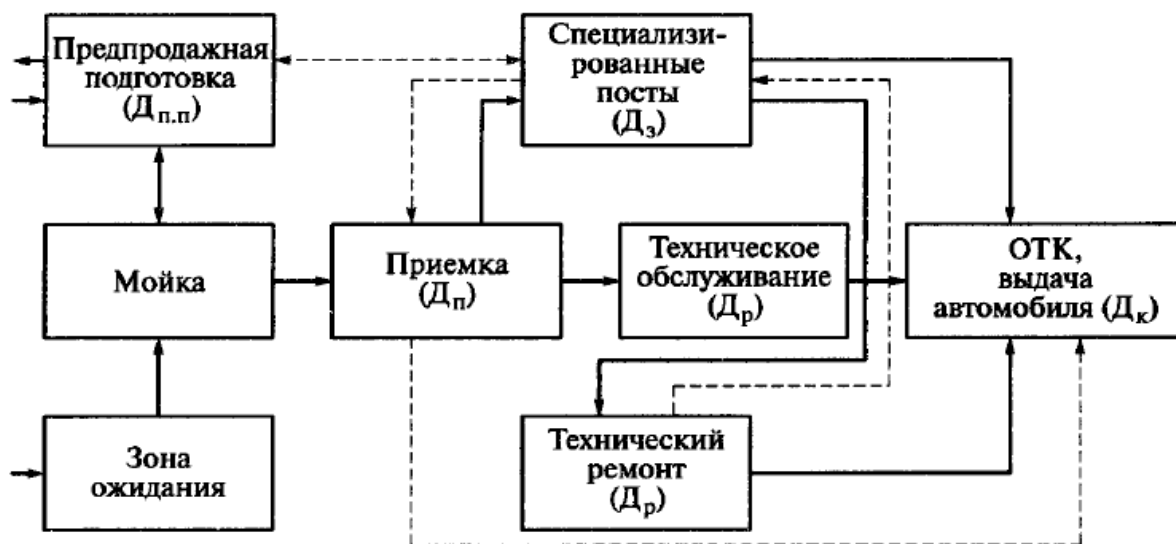 Предпродажная
подготовка
(Дп.п)
Специализи-
рованные
посты
(Дз)
Мойка
Приемка
(Дп)
Техническое
обслуживание
(Др)
ОТК,
выдача
автомобиля (Дк)
Зона
ожидания
Технический
ремонт
(Др)